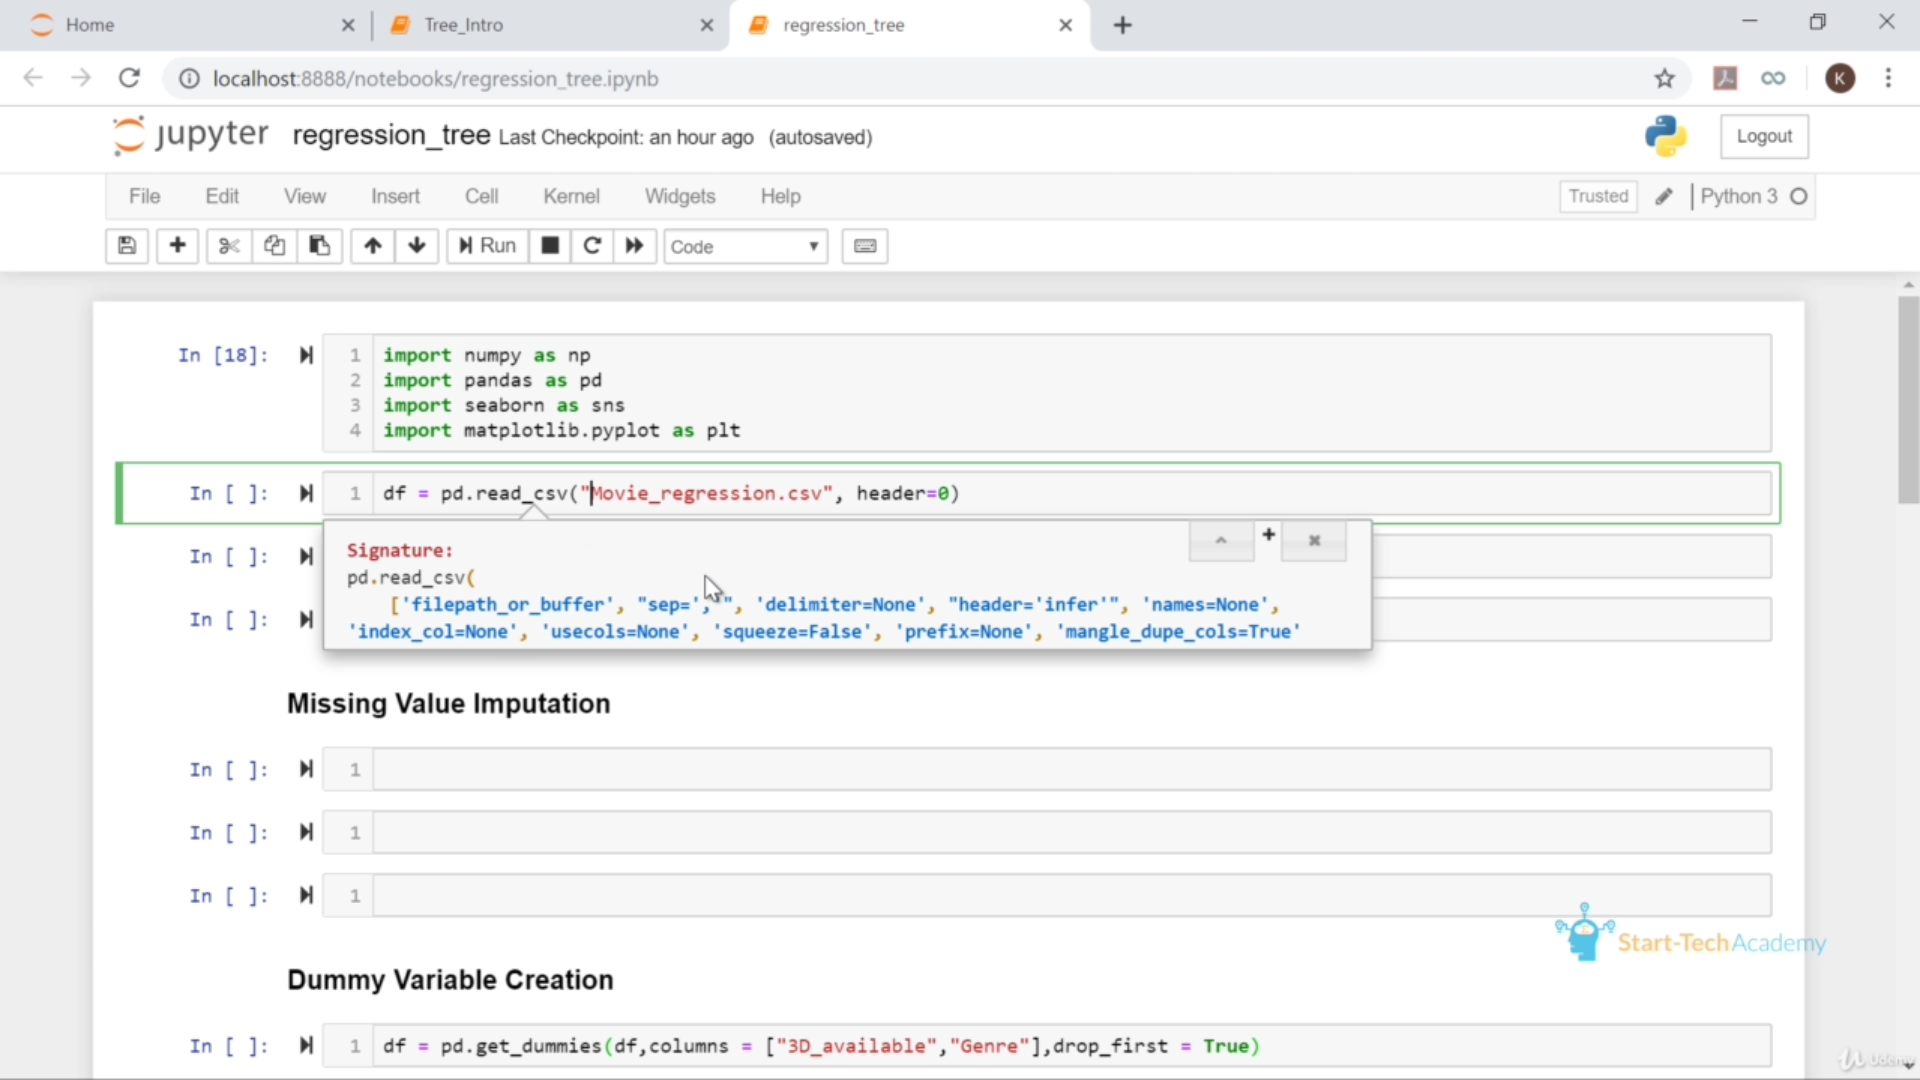 Home
Tree_Intro
regression_tree
localhost:8888/notebooks/regression_tree.ipynb
K
jupyter regression_tree Last Checkpoint: an hour ago (autosaved)
Logout
File Edit View Insert Cell Kernel Widgets Help
Trusted
Python 3
Run
Code
In [18]:
1 import numpy as np
2 import pandas as pd
3 import seaborn as sns
4 import matplotlib.pyplot as plt
In [ ]: 1 df = pd.read_csv("Movie_regression.csv", header=0)
In [ ]:
In [ ]:
Signature:
pd.read_csv(
['filepath_or_buffer', "sep=','", 'delimiter=None', "header='infer'", 'names=None',
'index_col=None', 'usecols=None', 'squeeze=False', 'prefix=None', 'mangle_dupe_cols=True'
Missing Value Imputation
In [ ]: 1
In [ ]: 1
In [ ]: 1
Start-TechAcademy
Dummy Variable Creation
In [ ]: 1 df = pd.get_dummies(df,columns = ["3D_available","Genre"],drop_first = True)
Udemy